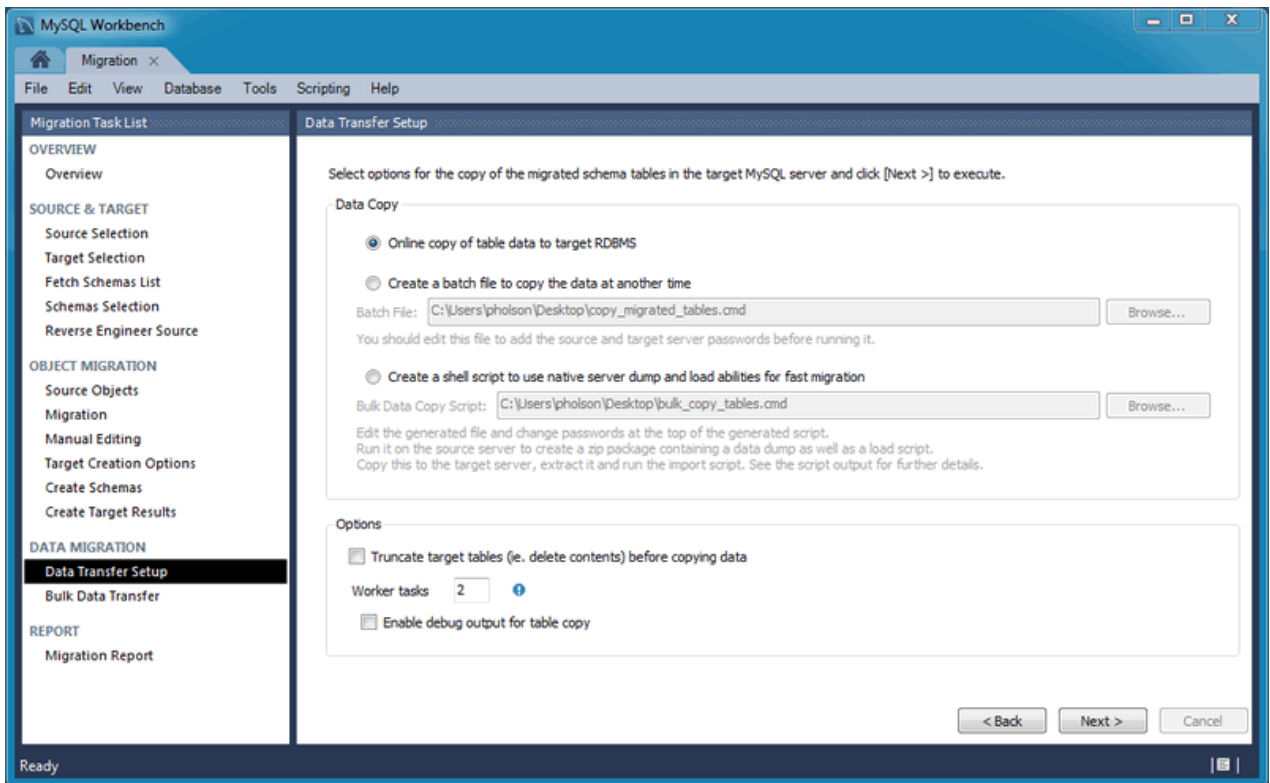 MySQL Workbench
Migration
File Edit View Database Tools Scripting Help
Migration Task List
OVERVIEW
Overview
SOURCE & TARGET
Source Selection
Target Selection
Fetch Schemas List
Schemas Selection
Reverse Engineer Source
OBJECT MIGRATION
Source Objects
Migration
Manual Editing
Target Creation Options
Create Schemas
Create Target Results
DATA MIGRATION
Data Transfer Setup
Bulk Data Transfer
REPORT
Migration Report
Data Transfer Setup
Select options for the copy of the migrated schema tables in the target MySQL server and click [Next >] to execute.
Data Copy
Online copy of table data to target RDBMS
Create a batch file to copy the data at another time
Batch File: C:\Users\pholson\Desktop\copy_migrated_tables.cmd Browse...
You should edit this file to add the source and target server passwords before running it.
Create a shell script to use native server dump and load abilities for fast migration
Bulk Data Copy Script: C:\Users\pholson\Desktop\bulk_copy_tables.cmd Browse...
Edit the generated file and change passwords at the top of the generated script.
Run it on the source server to create a zip package containing a data dump as well as a load script.
Copy this to the target server, extract it and run the import script. See the script output for further details.
Options
Truncate target tables (ie. delete contents) before copying data
Worker tasks 2
Enable debug output for table copy
< Back Next > Cancel
Ready